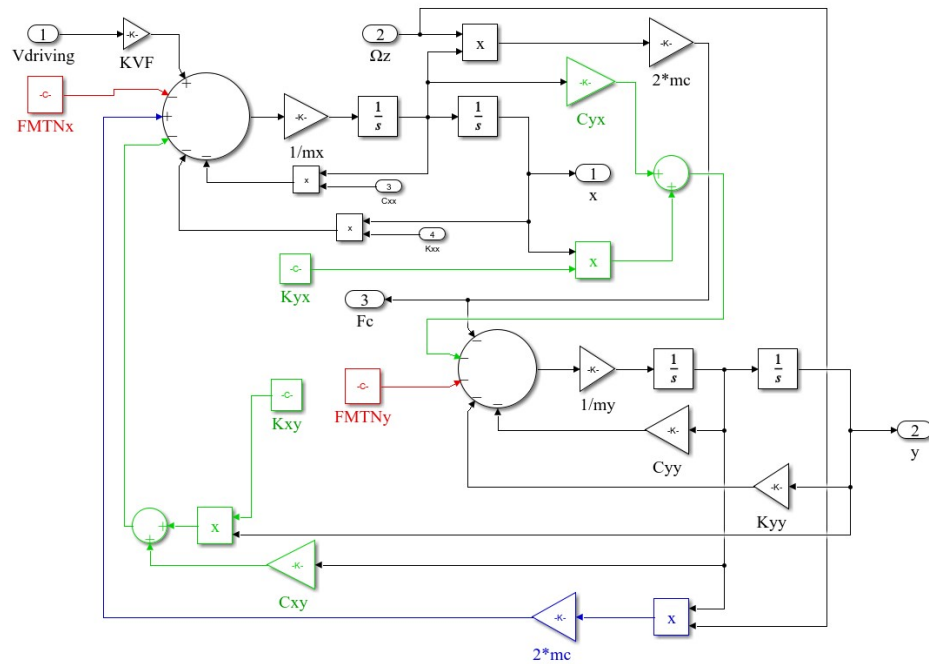 1
Vdriving
-K-
KVF
2
Ωz
x
-K-
2*mc
-C-
FMTNx
-K-
1/mx
1
s
1
s
-K-
Cyx
x
3
Cxx
1
x
x
4
Kxx
-C-
Kyx
x
3
Fc
-C-
FMTNy
-K-
1/my
1
s
1
s
-C-
Kxy
-K-
Cyy
2
y
-K-
Kyy
x
-K-
Cxy
-K-
2*mc
x